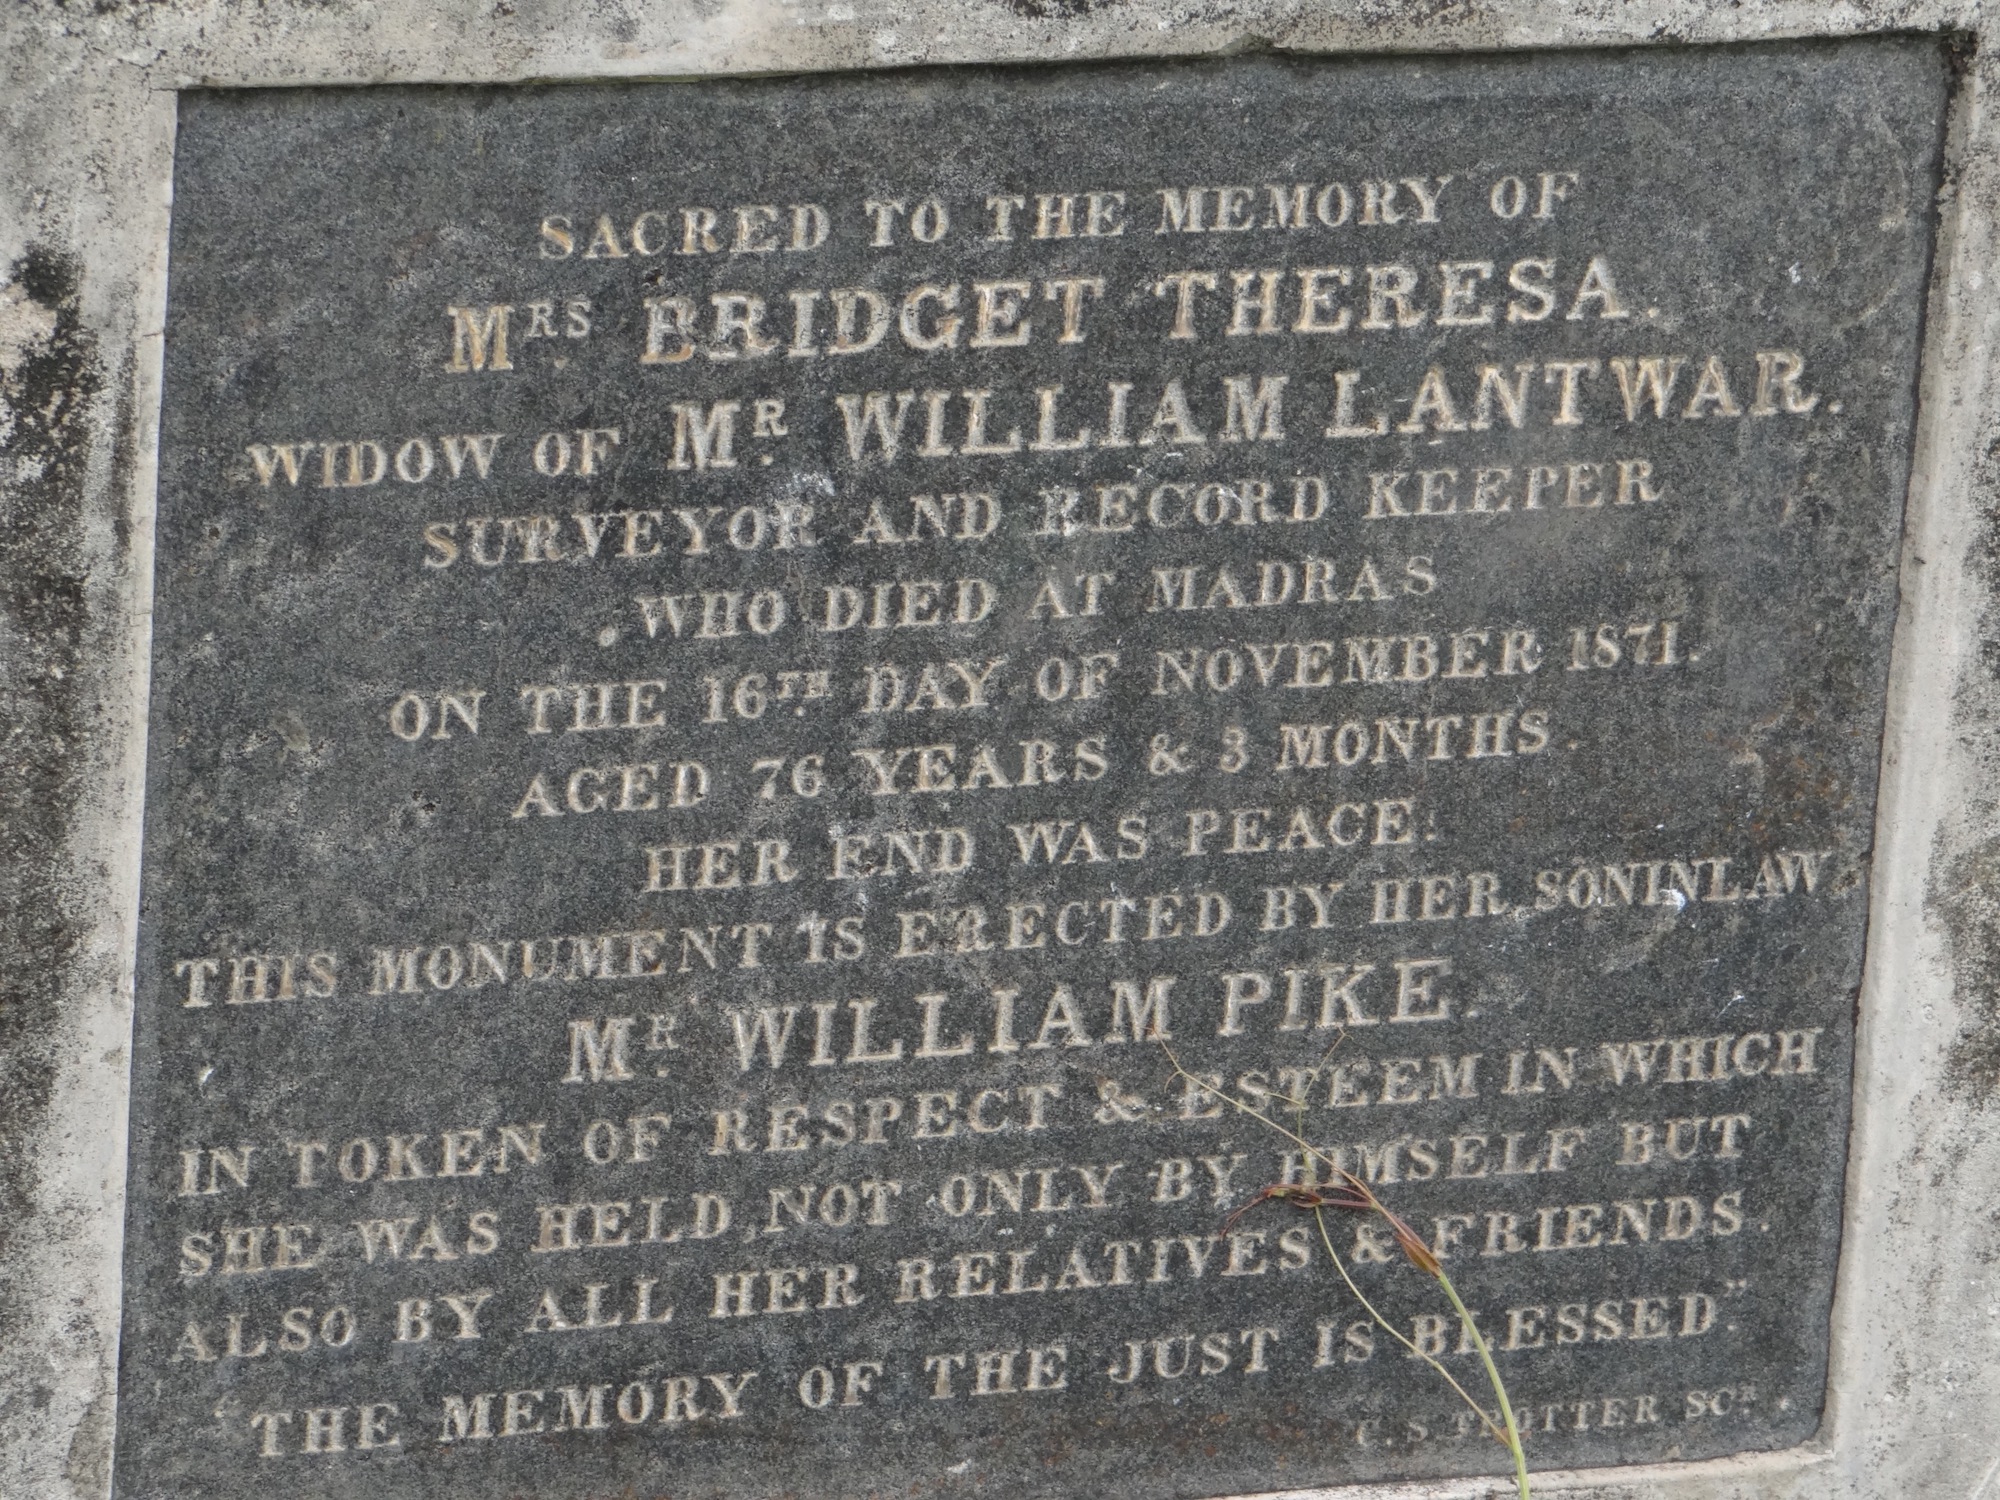 SACRED TO THE MEMORY OF
MRS. BRIDGET THERESA.
WIDOW OF MR. WILLIAM LANTWAR.
SURVEYOR AND RECORD KEEPER
WHO DIED AT MADRAS
ON THE 16TH. DAY OF NOVEMBER 1871.
AGED 76 YEARS & 3 MONTHS.
HER END WAS PEACE.
THIS MONUMENT IS ERECTED BY HER SONINLAW
MR. WILLIAM PIKE.
IN TOKEN OF RESPECT & ESTEEM IN WHICH
SHE WAS HELD NOT ONLY BY HIMSELF BUT
ALSO BY ALL HER RELATIVES & FRIENDS.
"THE MEMORY OF THE JUST IS BLESSED."
C. S. TROTTER SCR.